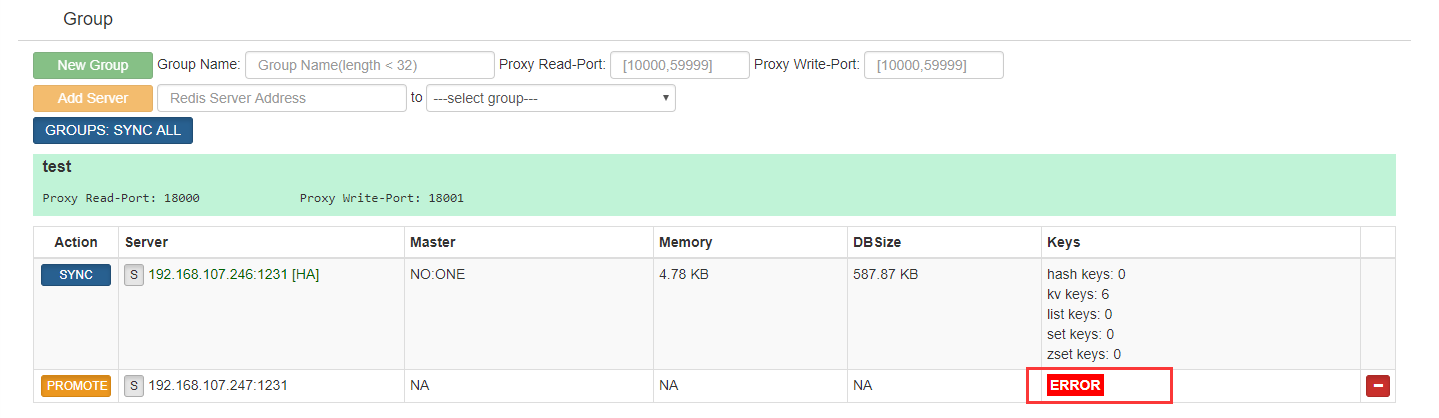 Group
New Group Group Name: Group Name(length < 32) Proxy Read-Port: [10000,59999] Proxy Write-Port: [10000,59999]
Add Server Redis Server Address to ---select group---
GROUPS: SYNC ALL
test
Proxy Read-Port: 18000 Proxy Write-Port: 18001
Action Server Master Memory DBSize Keys
SYNC S 192.168.107.246:1231 [HA] NO:ONE 4.78 KB 587.87 KB hash keys: 0
kv keys: 6
list keys: 0
set keys: 0
zset keys: 0
PROMOTE S 192.168.107.247:1231 NA NA NA ERROR